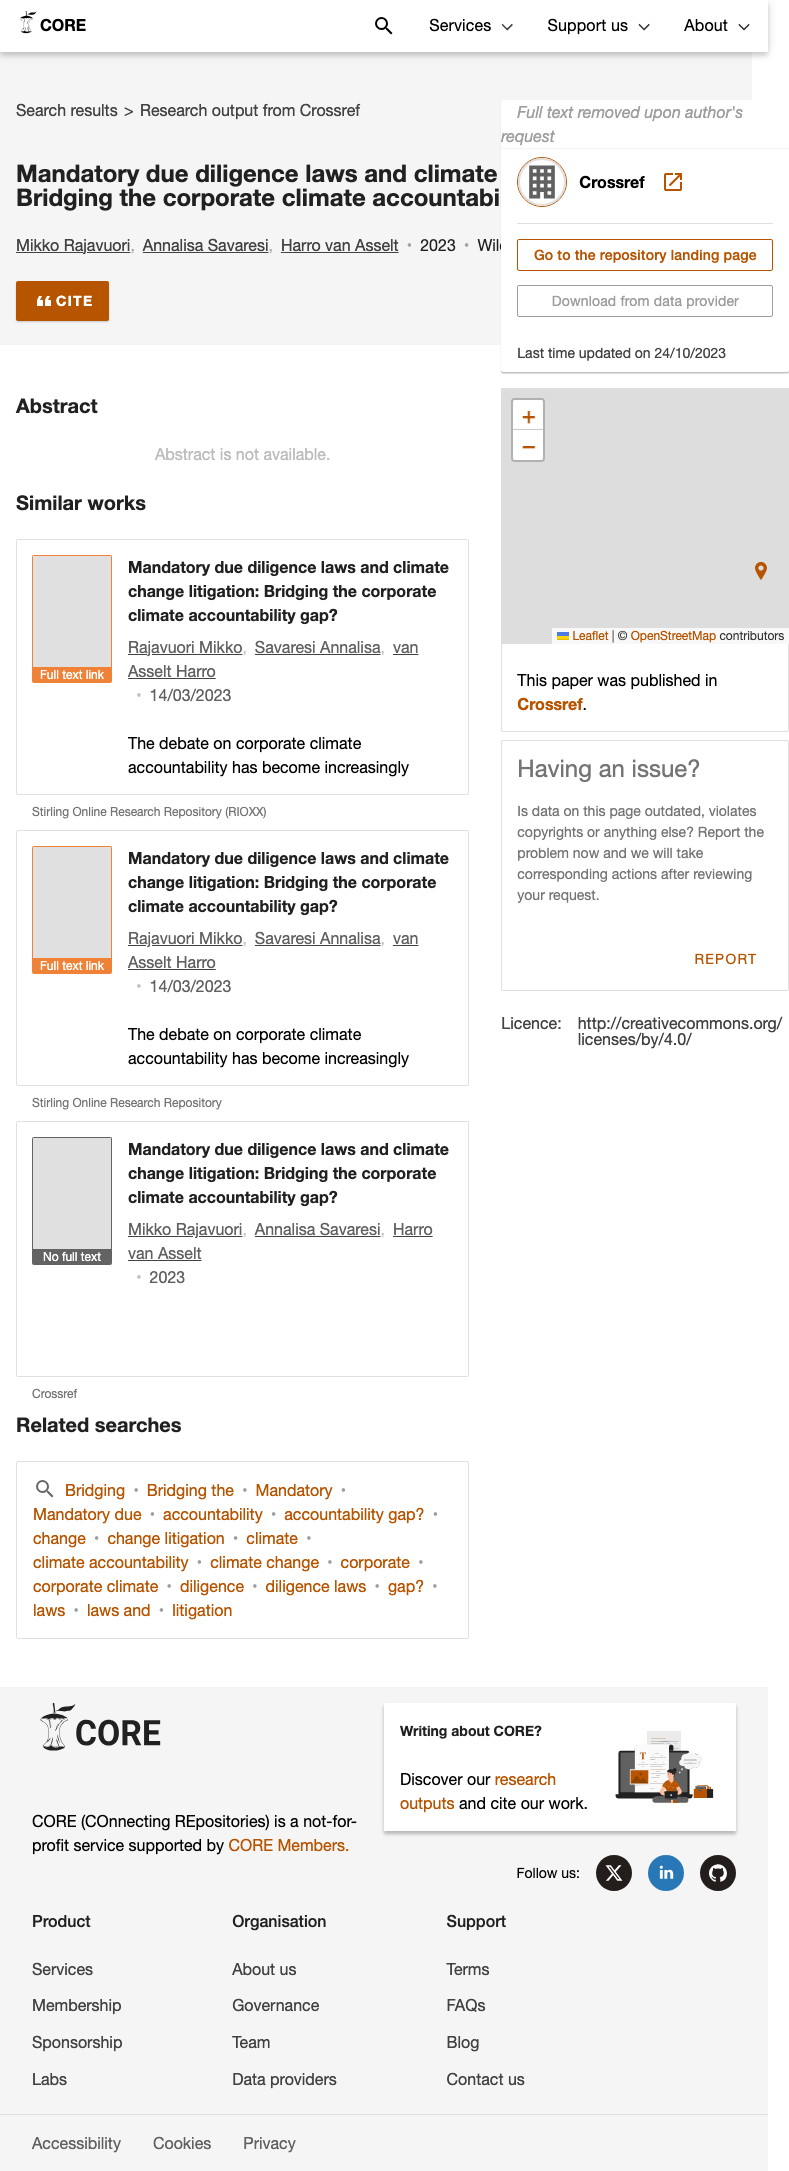 CORE
Services
Support us
About
Search results > Research output from Crossref
Mandatory due diligence laws and climate
Bridging the corporate climate accountabi
Mikko Rajavuori, Annalisa Savaresi, Harro van Asselt • 2023 •
CITE
Full text removed upon author's
request
Crossref
Go to the repository landing page
Download from data provider
Last time updated on 24/10/2023
+
−
Leaflet | © OpenStreetMap contributors
This paper was published in
Crossref.
Having an issue?
Is data on this page outdated, violates
copyrights or anything else? Report the
problem now and we will take
corresponding actions after reviewing
your request.
REPORT
Licence: http://creativecommons.org/
licenses/by/4.0/
Abstract
Abstract is not available.
Similar works
Full text link
Mandatory due diligence laws and climate
change litigation: Bridging the corporate
climate accountability gap?
Rajavuori Mikko, Savaresi Annalisa, van
Asselt Harro
• 14/03/2023
The debate on corporate climate
accountability has become increasingly
Stirling Online Research Repository (RIOXX)
Full text link
Mandatory due diligence laws and climate
change litigation: Bridging the corporate
climate accountability gap?
Rajavuori Mikko, Savaresi Annalisa, van
Asselt Harro
• 14/03/2023
The debate on corporate climate
accountability has become increasingly
Stirling Online Research Repository
No full text
Mandatory due diligence laws and climate
change litigation: Bridging the corporate
climate accountability gap?
Mikko Rajavuori, Annalisa Savaresi, Harro
van Asselt
• 2023
Crossref
Related searches
Bridging • Bridging the • Mandatory •
Mandatory due • accountability • accountability gap? •
change • change litigation • climate •
climate accountability • climate change • corporate •
corporate climate • diligence • diligence laws • gap? •
laws • laws and • litigation
CORE
CORE (COnnecting REpositories) is a not-for-
profit service supported by CORE Members.
Writing about CORE?
Discover our research
outputs and cite our work.
Follow us:
Product
Services
Membership
Sponsorship
Labs
Organisation
About us
Governance
Team
Data providers
Support
Terms
FAQs
Blog
Contact us
Accessibility
Cookies
Privacy